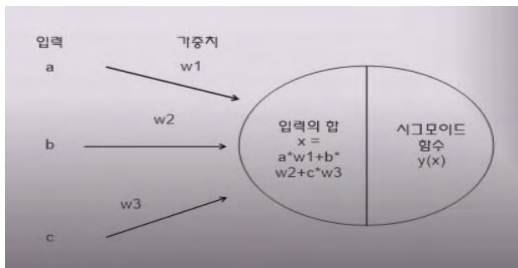 입력 가중치
a w1
w2
b
w3
c
입력의 합
x =
a*w1+b*
w2+c*w3
시그모이드
함수
y(x)